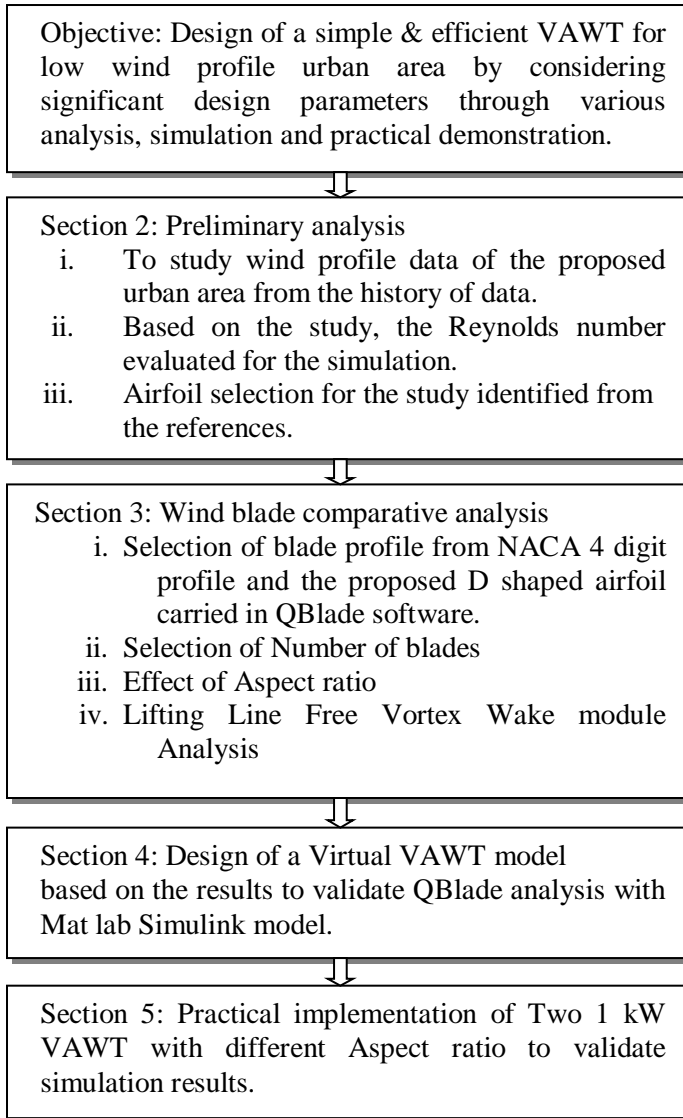 Objective: Design of a simple & efficient VAWT for
low wind profile urban area by considering
significant design parameters through various
analysis, simulation and practical demonstration.
Section 2: Preliminary analysis
i. To study wind profile data of the proposed
urban area from the history of data.
ii. Based on the study, the Reynolds number
evaluated for the simulation.
iii. Airfoil selection for the study identified from
the references.
Section 3: Wind blade comparative analysis
i. Selection of blade profile from NACA 4 digit
profile and the proposed D shaped airfoil
carried in QBlade software.
ii. Selection of Number of blades
iii. Effect of Aspect ratio
iv. Lifting Line Free Vortex Wake module
Analysis
Section 4: Design of a Virtual VAWT model
based on the results to validate QBlade analysis with
Mat lab Simulink model.
Section 5: Practical implementation of Two 1 kW
VAWT with different Aspect ratio to validate
simulation results.